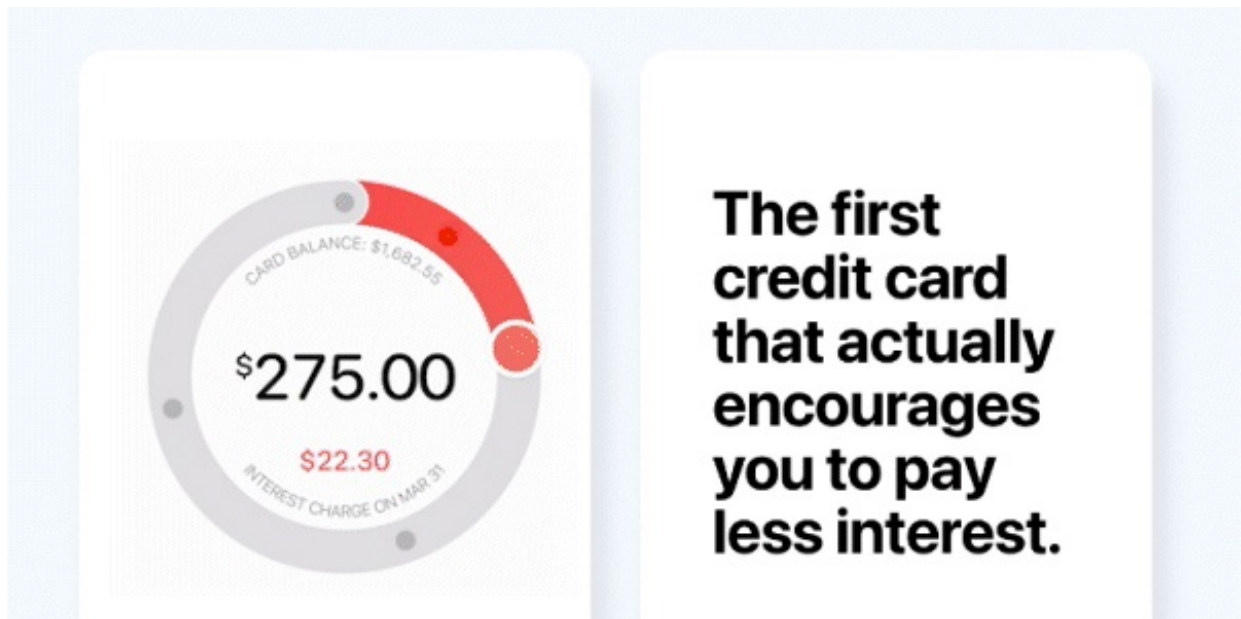 CARD BALANCE: $1,682.55
$275.00
$22.30
INTEREST CHARGE ON MAR 31
The first
credit card
that actually
encourages
you to pay
less interest.